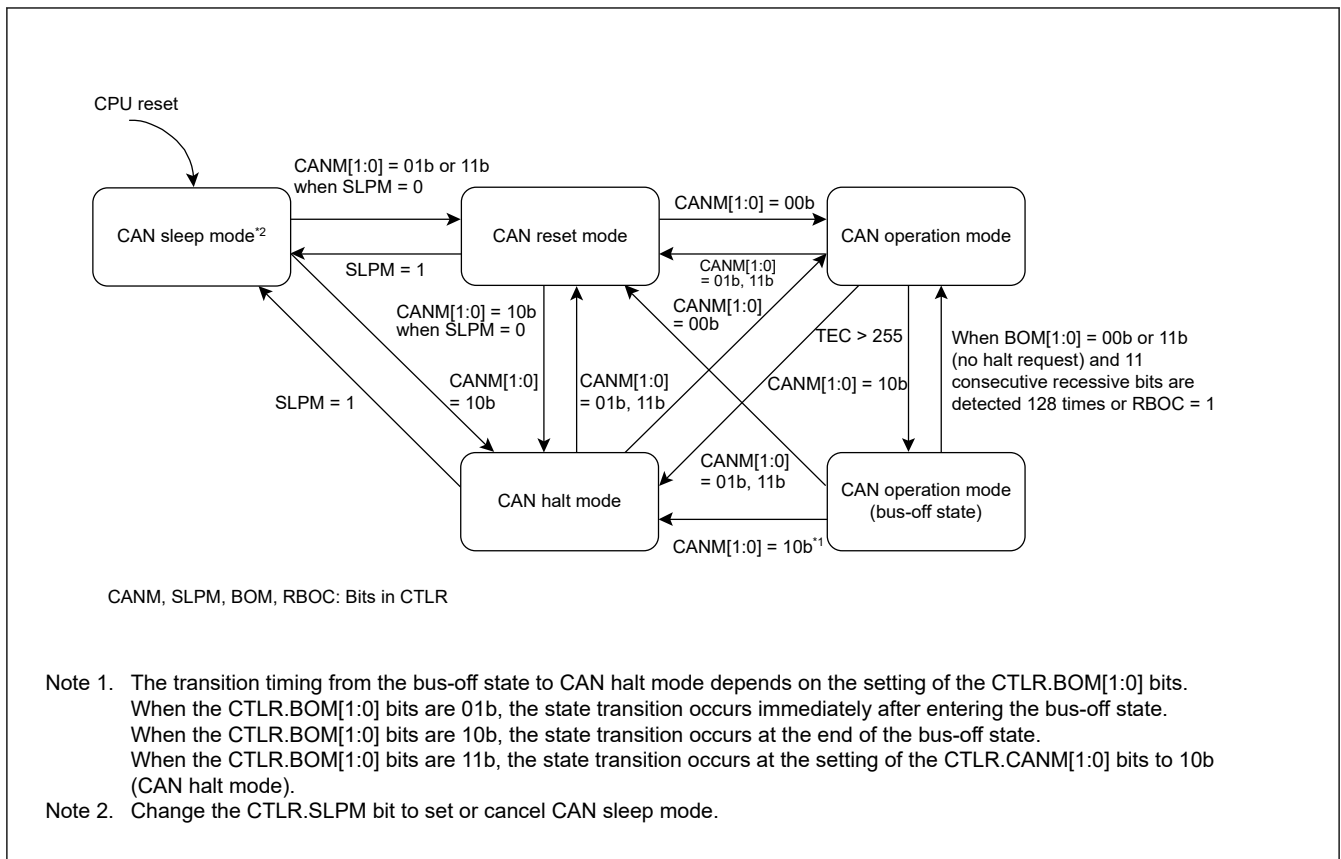 CPU reset
CANM[1:0] = 01b or 11b
when SLPM = 0
CANM[1:0] = 00b
CAN sleep mode*2
CAN reset mode
CAN operation mode
SLPM = 1
CANM[1:0]
= 01b, 11b
CANM[1:0] = 10b
when SLPM = 0
CANM[1:0]
= 00b
TEC > 255
When BOM[1:0] = 00b or 11b
(no halt request) and 11
consecutive recessive bits are
detected 128 times or RBOC = 1
SLPM = 1
CANM[1:0]
= 10b
CANM[1:0]
= 01b, 11b
CANM[1:0] = 10b
CANM[1:0]
= 01b, 11b
CAN halt mode
CAN operation mode
(bus-off state)
CANM[1:0] = 10b*1
CANM, SLPM, BOM, RBOC: Bits in CTLR
Note 1. The transition timing from the bus-off state to CAN halt mode depends on the setting of the CTLR.BOM[1:0] bits.
When the CTLR.BOM[1:0] bits are 01b, the state transition occurs immediately after entering the bus-off state.
When the CTLR.BOM[1:0] bits are 10b, the state transition occurs at the end of the bus-off state.
When the CTLR.BOM[1:0] bits are 11b, the state transition occurs at the setting of the CTLR.CANM[1:0] bits to 10b
(CAN halt mode).
Note 2. Change the CTLR.SLPM bit to set or cancel CAN sleep mode.